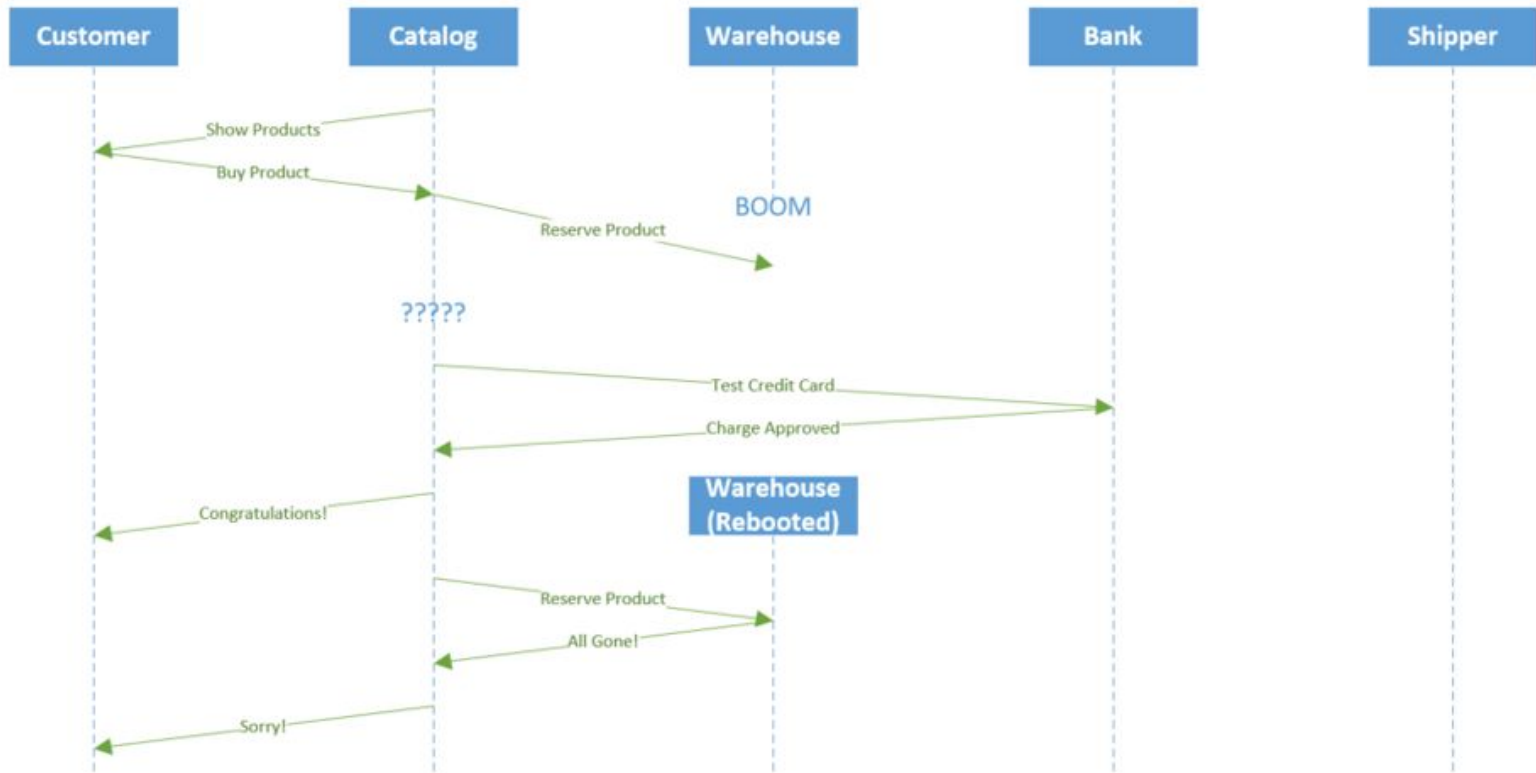 Customer
Catalog
Warehouse
Bank
Shipper
Show Products
Buy Product
BOOM
Reserve Product
?????
Test Credit Card
Charge Approved
Warehouse
(Rebooted)
Congratulations!
Reserve Product
All Gone!
Sorry!